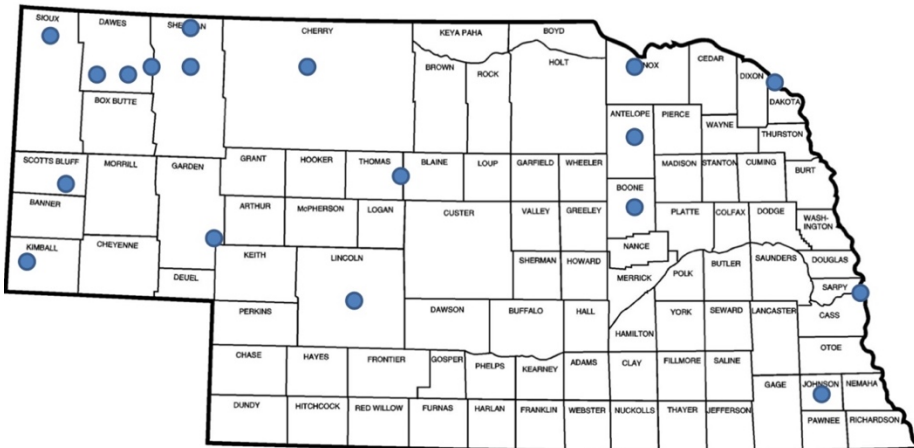 SIOUX
DAWES
CHERRY
KEYA PAHA
BOYD
BROWN
ROCK
HOLT
CEDAR
DIXON
DAKOTA
BOX BUTTE
ANTELOPE
PIERCE
WAYNE
THURSTON
SCOTTS BLUFF
MORRILL
GARDEN
GRANT
HOOKER
THOMAS
BLAINE
LOUP
GARFIELD
WHEELER
MADISON
STANTON
CUMING
BURT
BANNER
ARTHUR
McPHERSON
LOGAN
CUSTER
VALLEY
GREELEY
BOONE
PLATTE
COLFAX
DODGE
WASH-
INGTON
KIMBALL
CHEYENNE
DEUEL
KEITH
LINCOLN
SHERMAN
HOWARD
NANCE
MERRICK
POLK
BUTLER
SAUNDERS
DOUGLAS
SARPY
PERKINS
DAWSON
BUFFALO
HALL
HAMILTON
YORK
SEWARD
LANCASTER
CASS
OTOE
CHASE
HAYES
FRONTIER
GOSPER
PHELPS
KEARNEY
ADAMS
CLAY
FILLMORE
SALINE
GAGE
JOHNSON
NEMAHA
DUNDY
HITCHCOCK
RED WILLOW
FURNAS
HARLAN
FRANKLIN
WEBSTER
NUCKOLLS
THAYER
JEFFERSON
PAWNEE
RICHARDSON